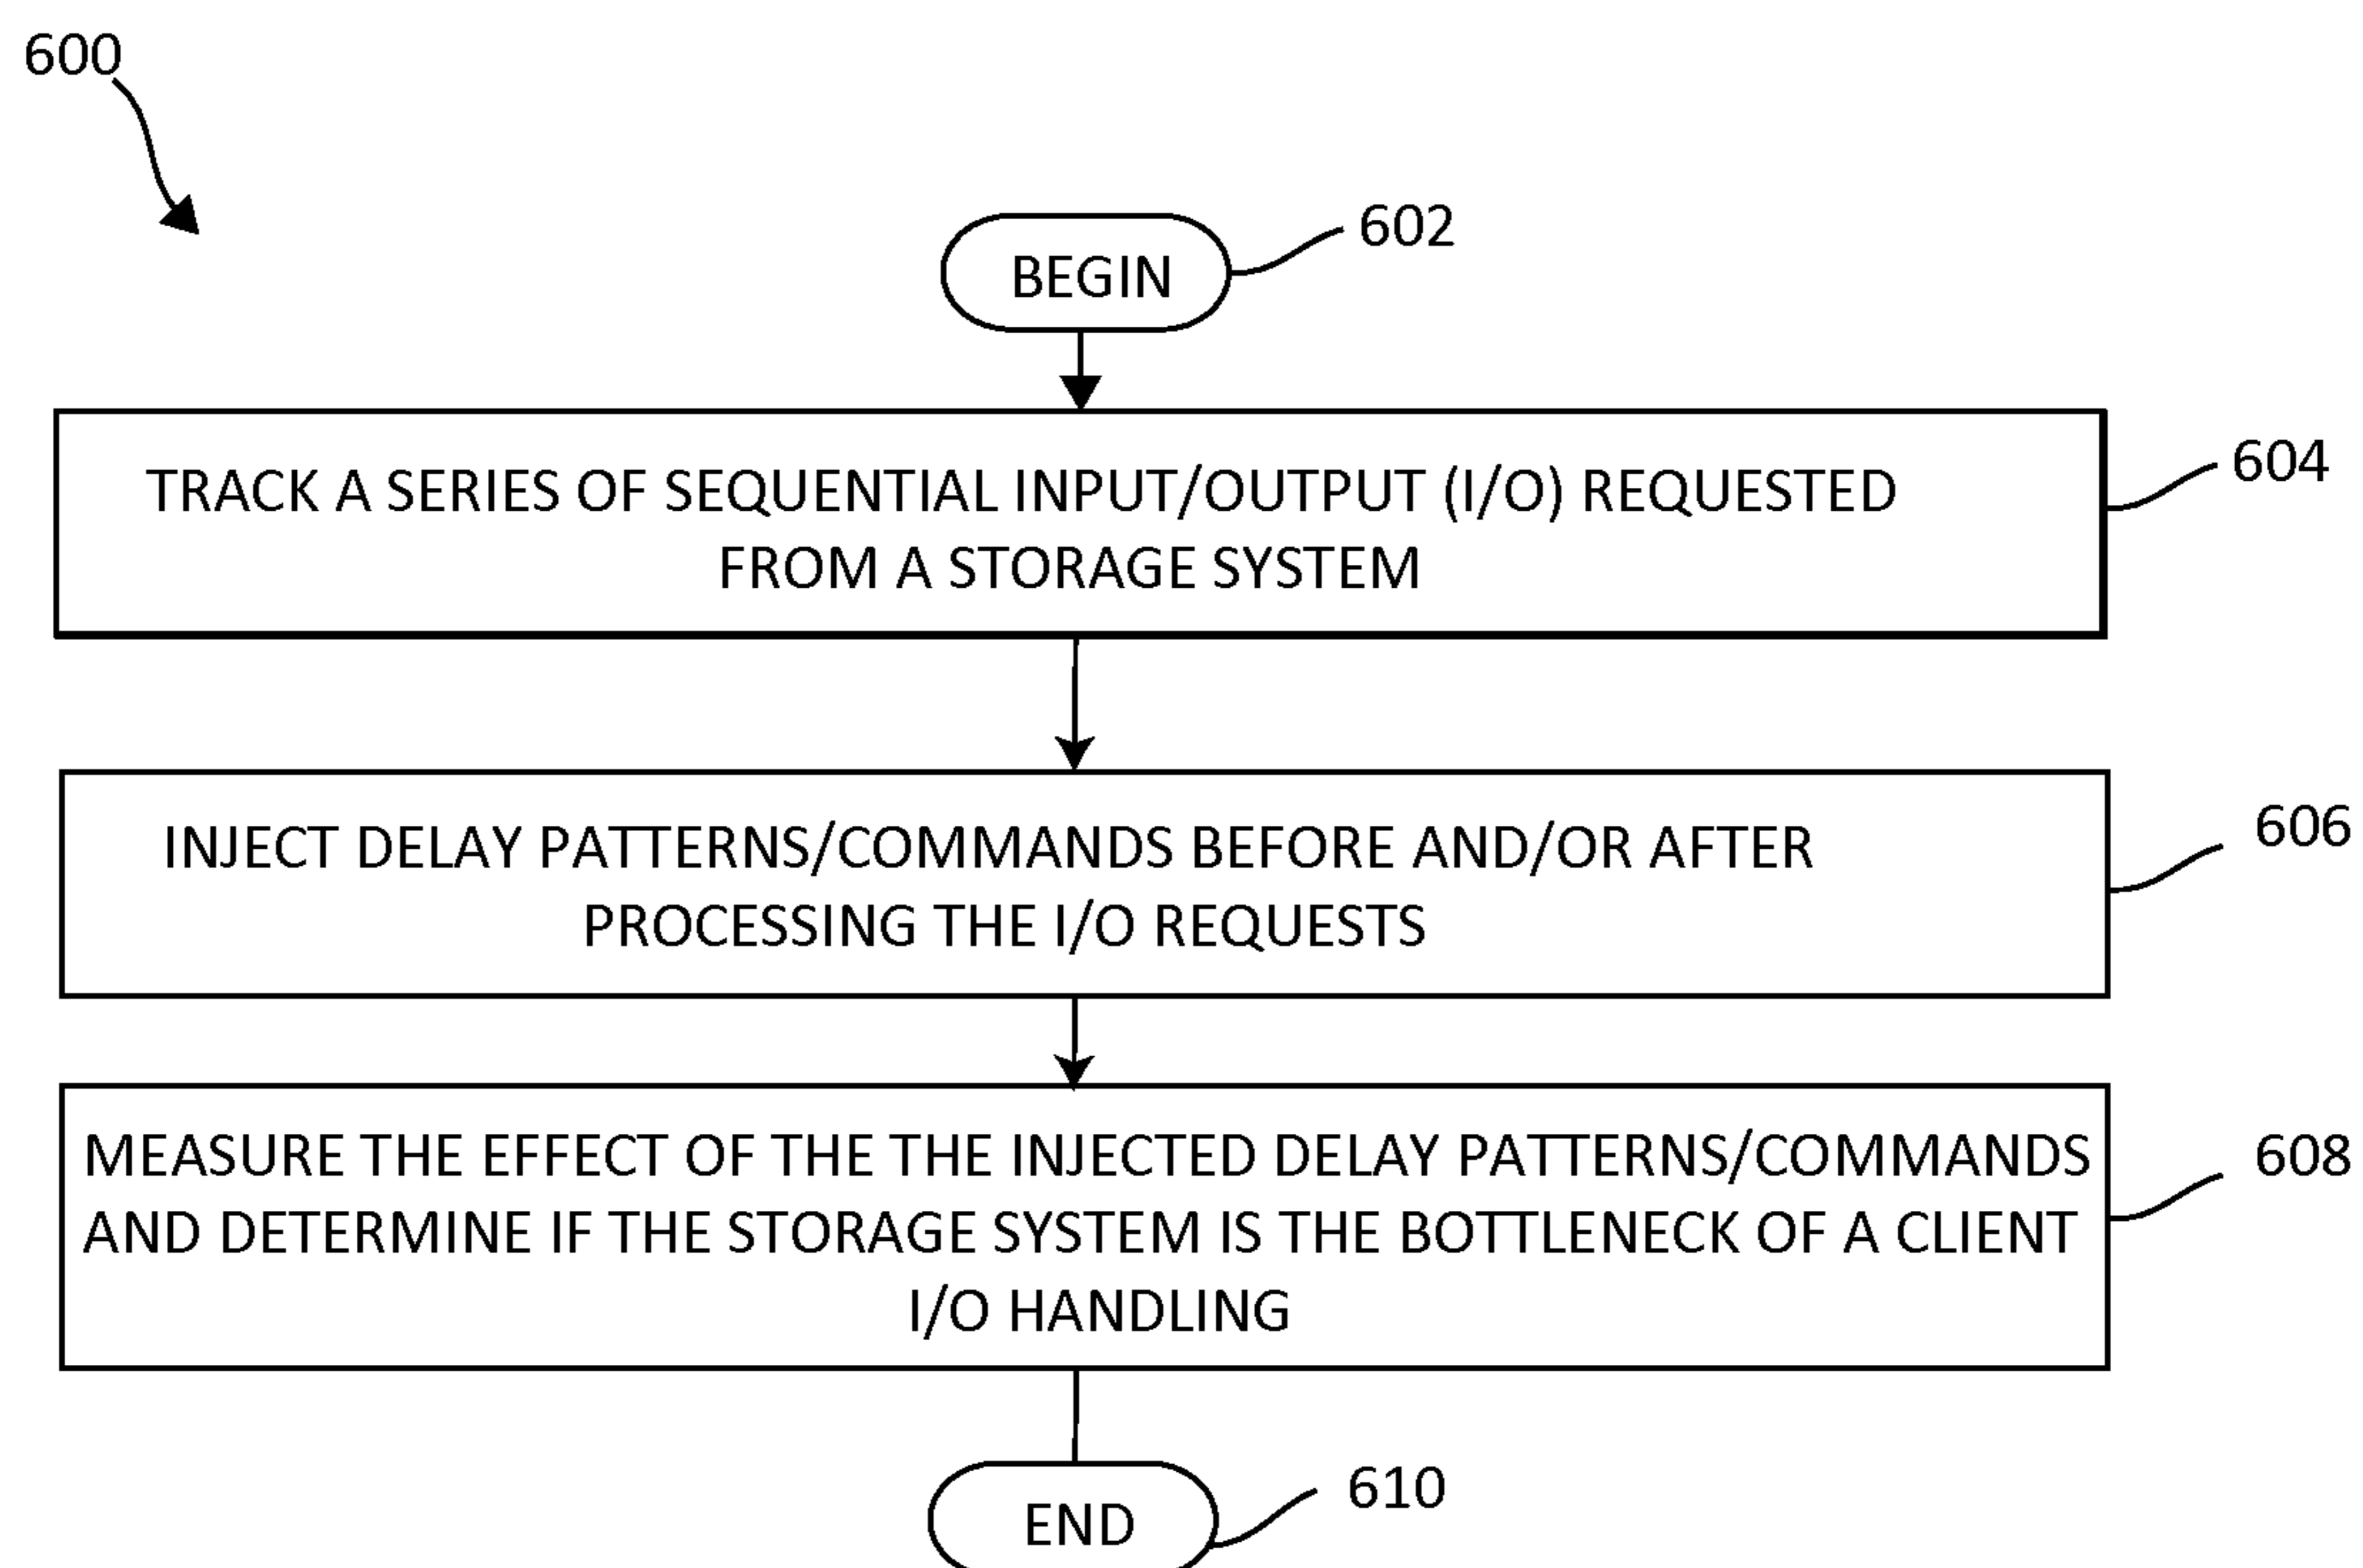 600
BEGIN
602
TRACK A SERIES OF SEQUENTIAL INPUT/OUTPUT (I/O) REQUESTED
FROM A STORAGE SYSTEM
604
INJECT DELAY PATTERNS/COMMANDS BEFORE AND/OR AFTER
PROCESSING THE I/O REQUESTS
606
MEASURE THE EFFECT OF THE THE INJECTED DELAY PATTERNS/COMMANDS
AND DETERMINE IF THE STORAGE SYSTEM IS THE BOTTLENECK OF A CLIENT
I/O HANDLING
608
END
610